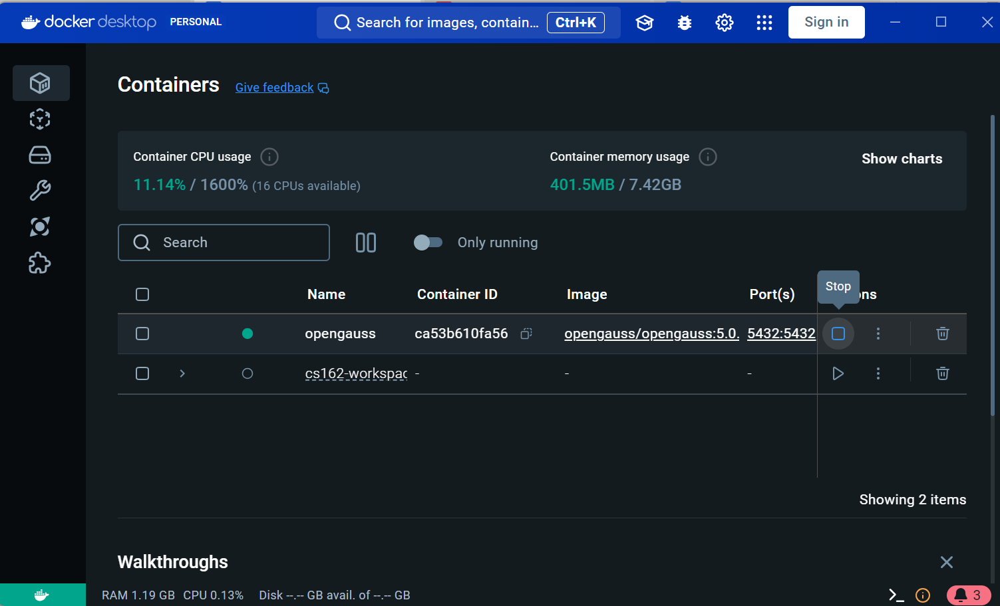 docker desktop PERSONAL Search for images, contain... Ctrl+K Sign in
Containers Give feedback
Container CPU usage Container memory usage Show charts
11.14% / 1600% (16 CPUs available) 401.5MB / 7.42GB
Search Only running
Stop
Name Container ID Image Port(s) ns
opengauss ca53b610fa56 opengauss/opengauss:5.0. 5432:5432
cs162-workspac - - -
Showing 2 items
Walkthroughs
RAM 1.19 GB CPU 0.13% Disk --.-- GB avail. of --.-- GB 3